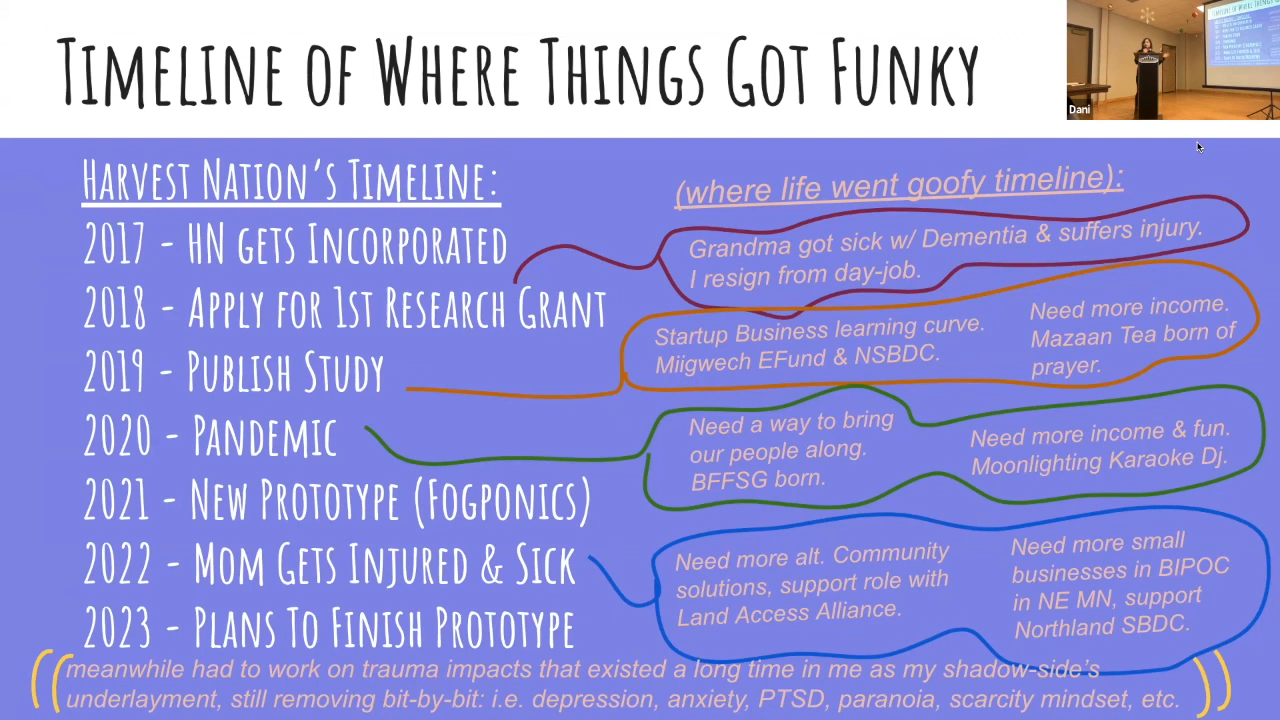 Timeline of Where Things Got Funky
Dani
Harvest Nation's Timeline:
2017 - HN gets Incorporated
2018 - Apply for 1st Research Grant
2019 - Publish Study
2020 - Pandemic
2021 - New Prototype (Fogponics)
2022 - Mom Gets Injured & Sick
2023 - Plans To Finish Prototype
(where life went goofy timeline):
Grandma got sick w/ Dementia & suffers injury.
I resign from day-job.
Startup Business learning curve.
Miigwech EFund & NSBDC.
Need more income.
Mazaan Tea born of
prayer.
Need a way to bring
our people along.
BFFSG born.
Need more income & fun.
Moonlighting Karaoke Dj.
Need more alt. Community
solutions, support role with
Land Access Alliance.
Need more small
businesses in BIPOC
in NE MN, support
Northland SBDC.
meanwhile had to work on trauma impacts that existed a long time in me as my shadow-side's
underlayment, still removing bit-by-bit: i.e. depression, anxiety, PTSD, paranoia, scarcity mindset, etc.